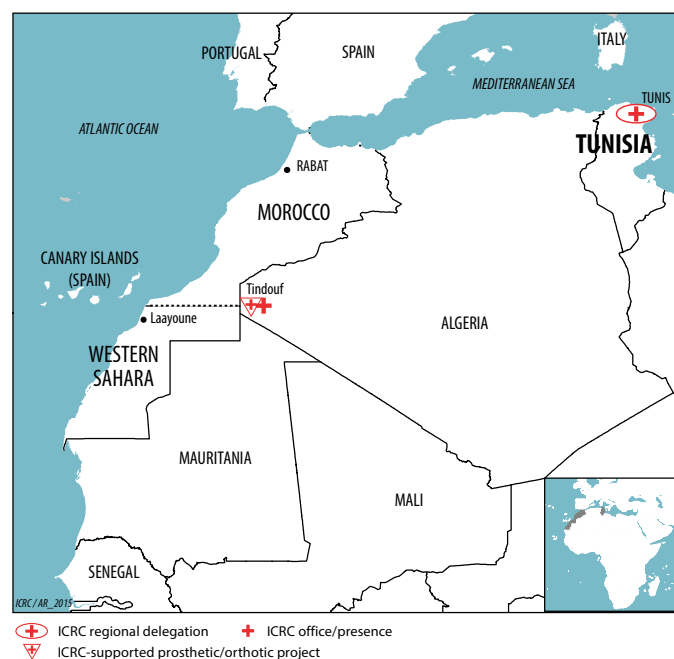 PORTUGAL
SPAIN
ITALY
MEDITERRANEAN SEA
TUNIS
ATLANTIC OCEAN
TUNISIA
RABAT
MOROCCO
CANARY ISLANDS
(SPAIN)
Tindouf
Laayoune
ALGERIA
WESTERN
SAHARA
MAURITANIA
MALI
SENEGAL
ICRC / AR_2015
ICRC regional delegation
ICRC office/presence
ICRC-supported prosthetic/orthotic project